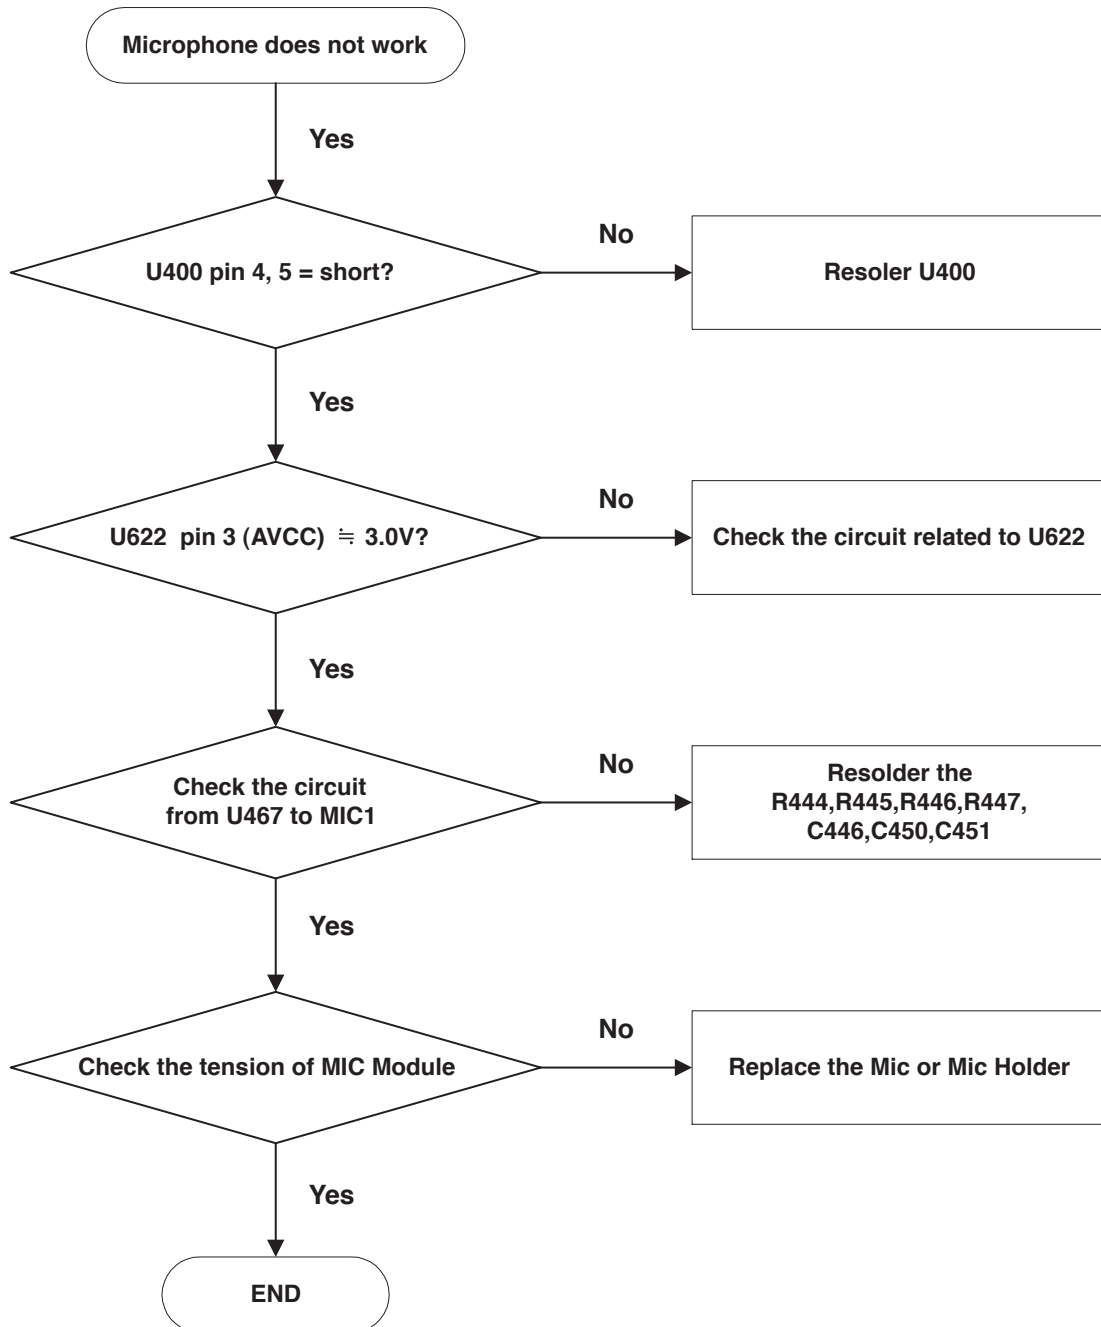 Microphone does not work
Yes
U400 pin 4, 5 = short?
No
Resoler U400
Yes
U622 pin 3 (AVCC) ≒ 3.0V?
No
Check the circuit related to U622
Yes
Check the circuit
from U467 to MIC1
No
Resolder the
R444,R445,R446,R447,
C446,C450,C451
Yes
Check the tension of MIC Module
No
Replace the Mic or Mic Holder
Yes
END